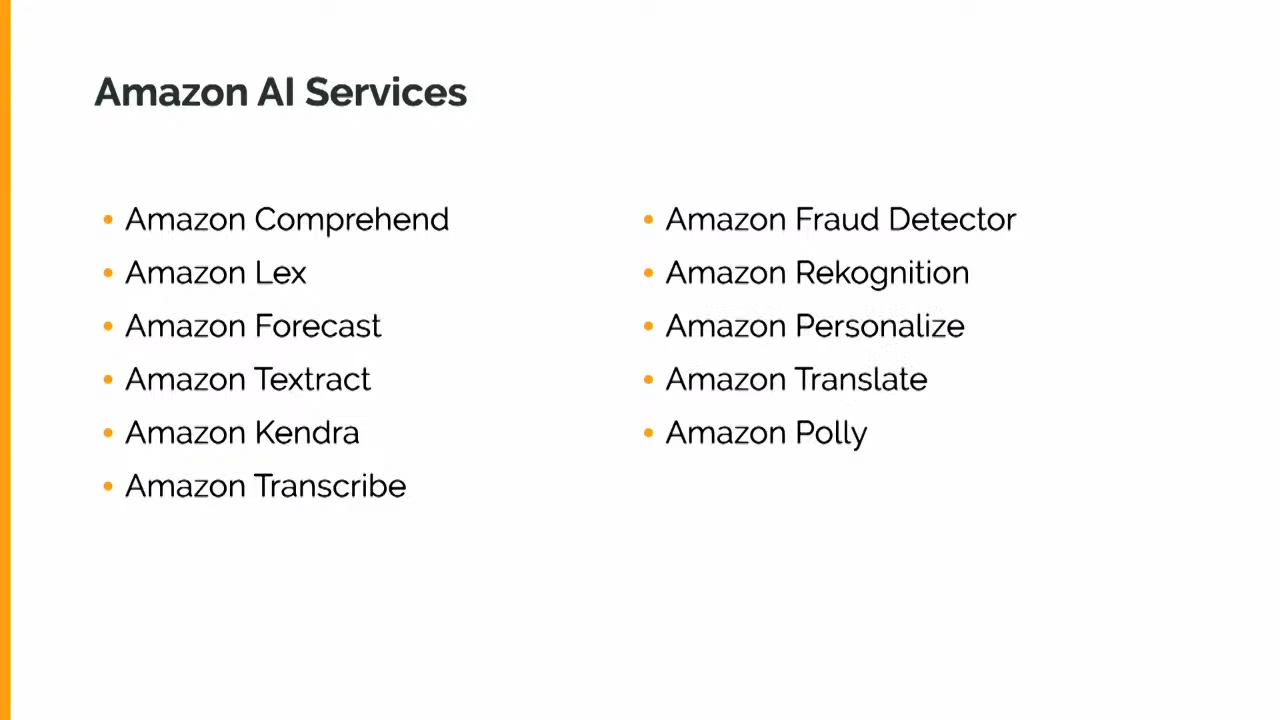 Amazon AI Services
• Amazon Comprehend
• Amazon Lex
• Amazon Forecast
• Amazon Textract
• Amazon Kendra
• Amazon Transcribe
• Amazon Fraud Detector
• Amazon Rekognition
• Amazon Personalize
• Amazon Translate
• Amazon Polly